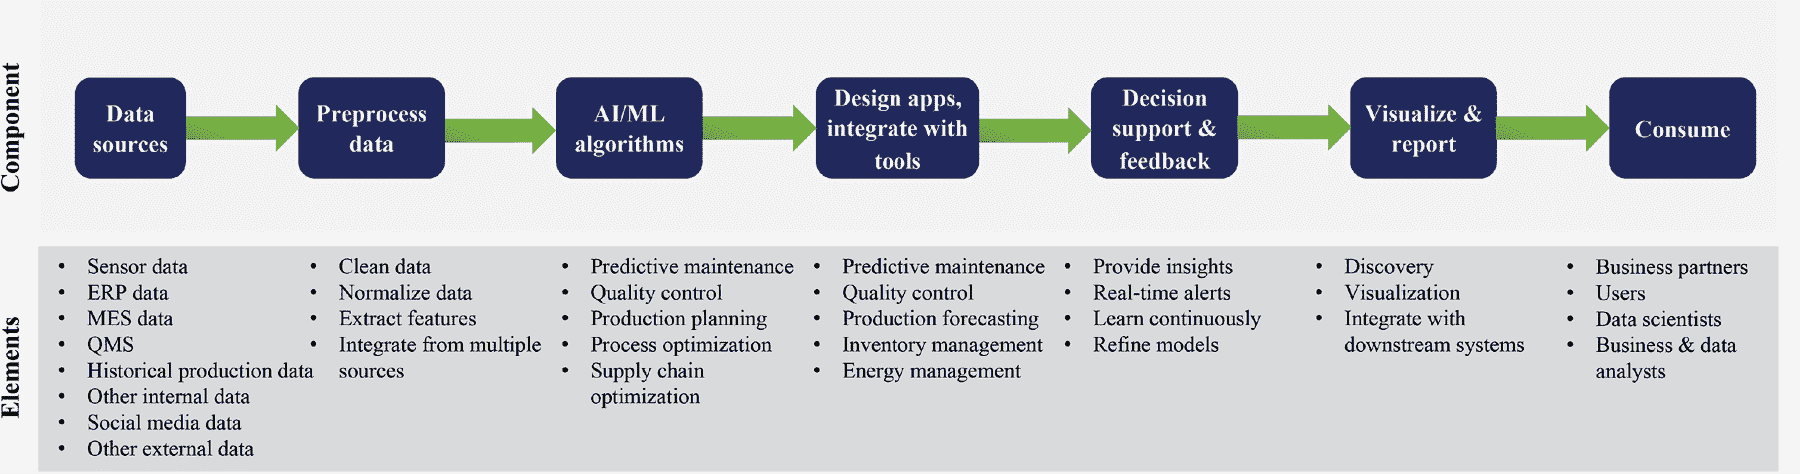 Component
Data
sources
Preprocess
data
AI/ML
algorithms
Design apps,
integrate with
tools
Decision
support &
feedback
Visualize &
report
Consume
Elements
• Sensor data
• ERP data
• MES data
• QMS
• Historical production data
• Other internal data
• Social media data
• Other external data
• Clean data
• Normalize data
• Extract features
• Integrate from multiple
sources
• Predictive maintenance
• Quality control
• Production planning
• Process optimization
• Supply chain
optimization
• Predictive maintenance
• Quality control
• Production forecasting
• Inventory management
• Energy management
• Provide insights
• Real-time alerts
• Learn continuously
• Refine models
• Discovery
• Visualization
• Integrate with
downstream systems
• Business partners
• Users
• Data scientists
• Business & data
analysts